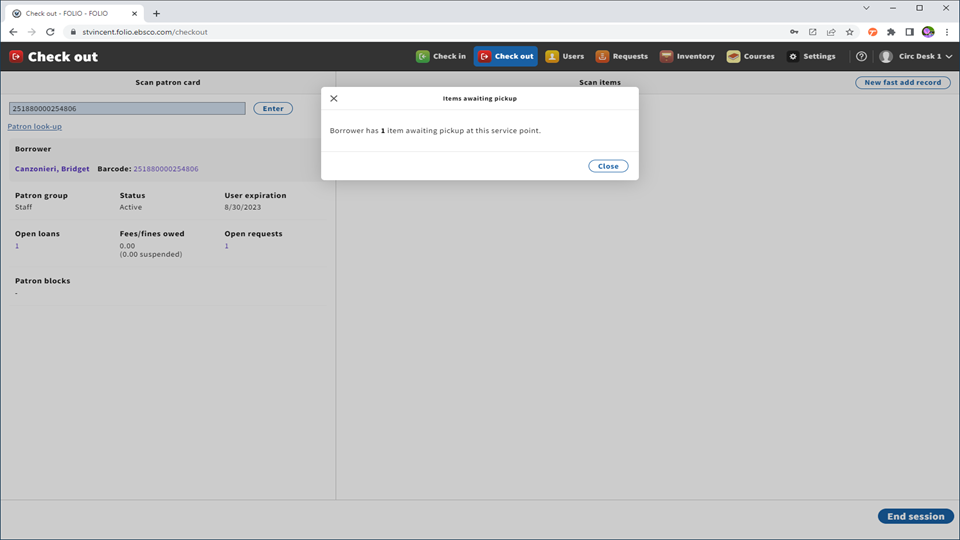 Check out - FOLIO - FOLIO
stvincent.folio.ebsco.com/checkout
Check out
Check in
Check out
Users
Requests
Inventory
Courses
Settings
Circ Desk 1
Scan patron card
Scan items
New fast add record
251880000254806
Enter
Patron look-up
Borrower
Canzonieri, Bridget Barcode: 251880000254806
Patron group Status User expiration
Staff Active 8/30/2023
Open loans Fees/fines owed Open requests
1 0.00 1
(0.00 suspended)
Patron blocks
-
Items awaiting pickup
Borrower has 1 item awaiting pickup at this service point.
Close
End session